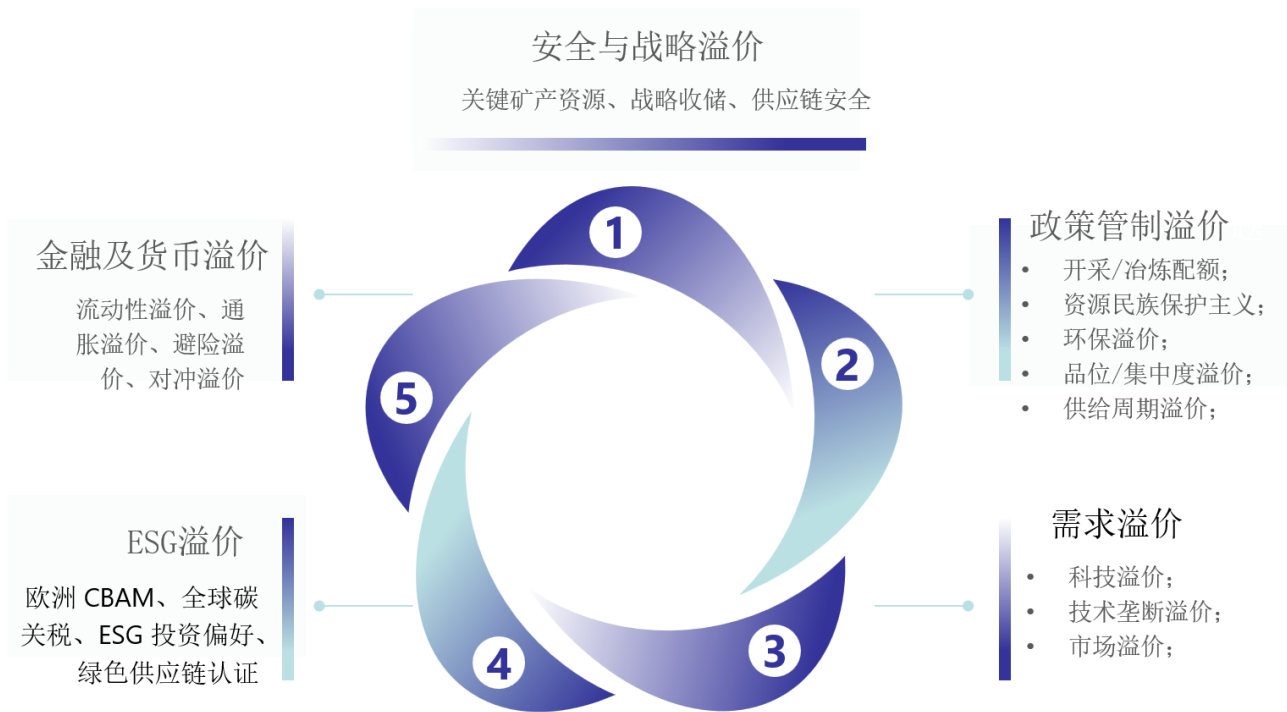 安全与战略溢价
关键矿产资源、战略收储、供应链安全
1
政策管制溢价
• 开采/冶炼配额;
• 资源民族保护主义;
• 环保溢价;
• 品位/集中度溢价;
• 供给周期溢价;
2
需求溢价
• 科技溢价;
• 技术垄断溢价;
• 市场溢价;
3
ESG溢价
欧洲 CBAM、全球碳
关税、ESG 投资偏好、
绿色供应链认证
4
金融及货币溢价
流动性溢价、通
胀溢价、避险溢
价、对冲溢价
5